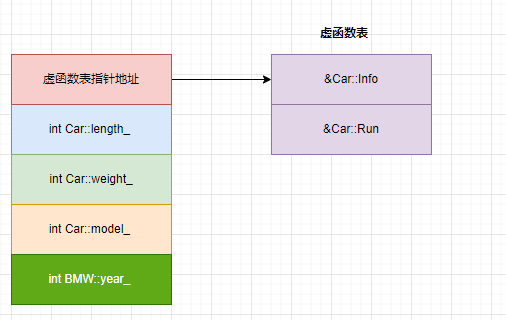 虚函数表
虚函数表指针地址
&Car::Info
int Car::length_
&Car::Run
int Car::weight_
int Car::model_
int BMW::year_